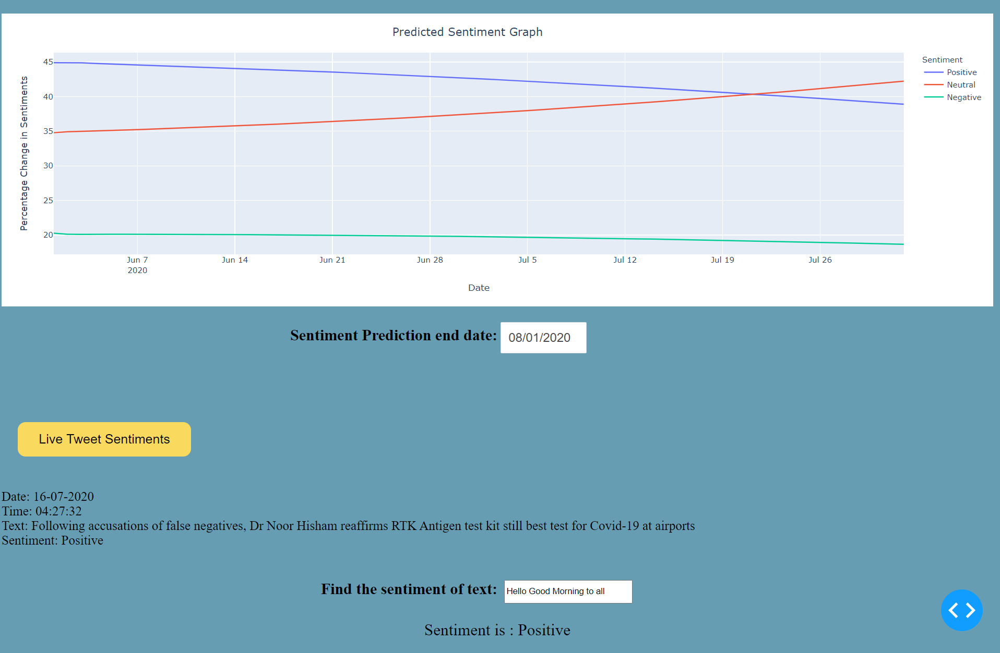 Predicted Sentiment Graph
Percentage Change in Sentiments
45
40
35
30
25
20
Jun 7
2020
Jun 14
Jun 21
Jun 28
Jul 5
Jul 12
Jul 19
Jul 26
Date
Sentiment
Positive
Neutral
Negative
Sentiment Prediction end date: 08/01/2020
Live Tweet Sentiments
Date: 16-07-2020
Time: 04:27:32
Text: Following accusations of false negatives, Dr Noor Hisham reaffirms RTK Antigen test kit still best test for Covid-19 at airports
Sentiment: Positive
Find the sentiment of text: Hello Good Morning to all
Sentiment is : Positive